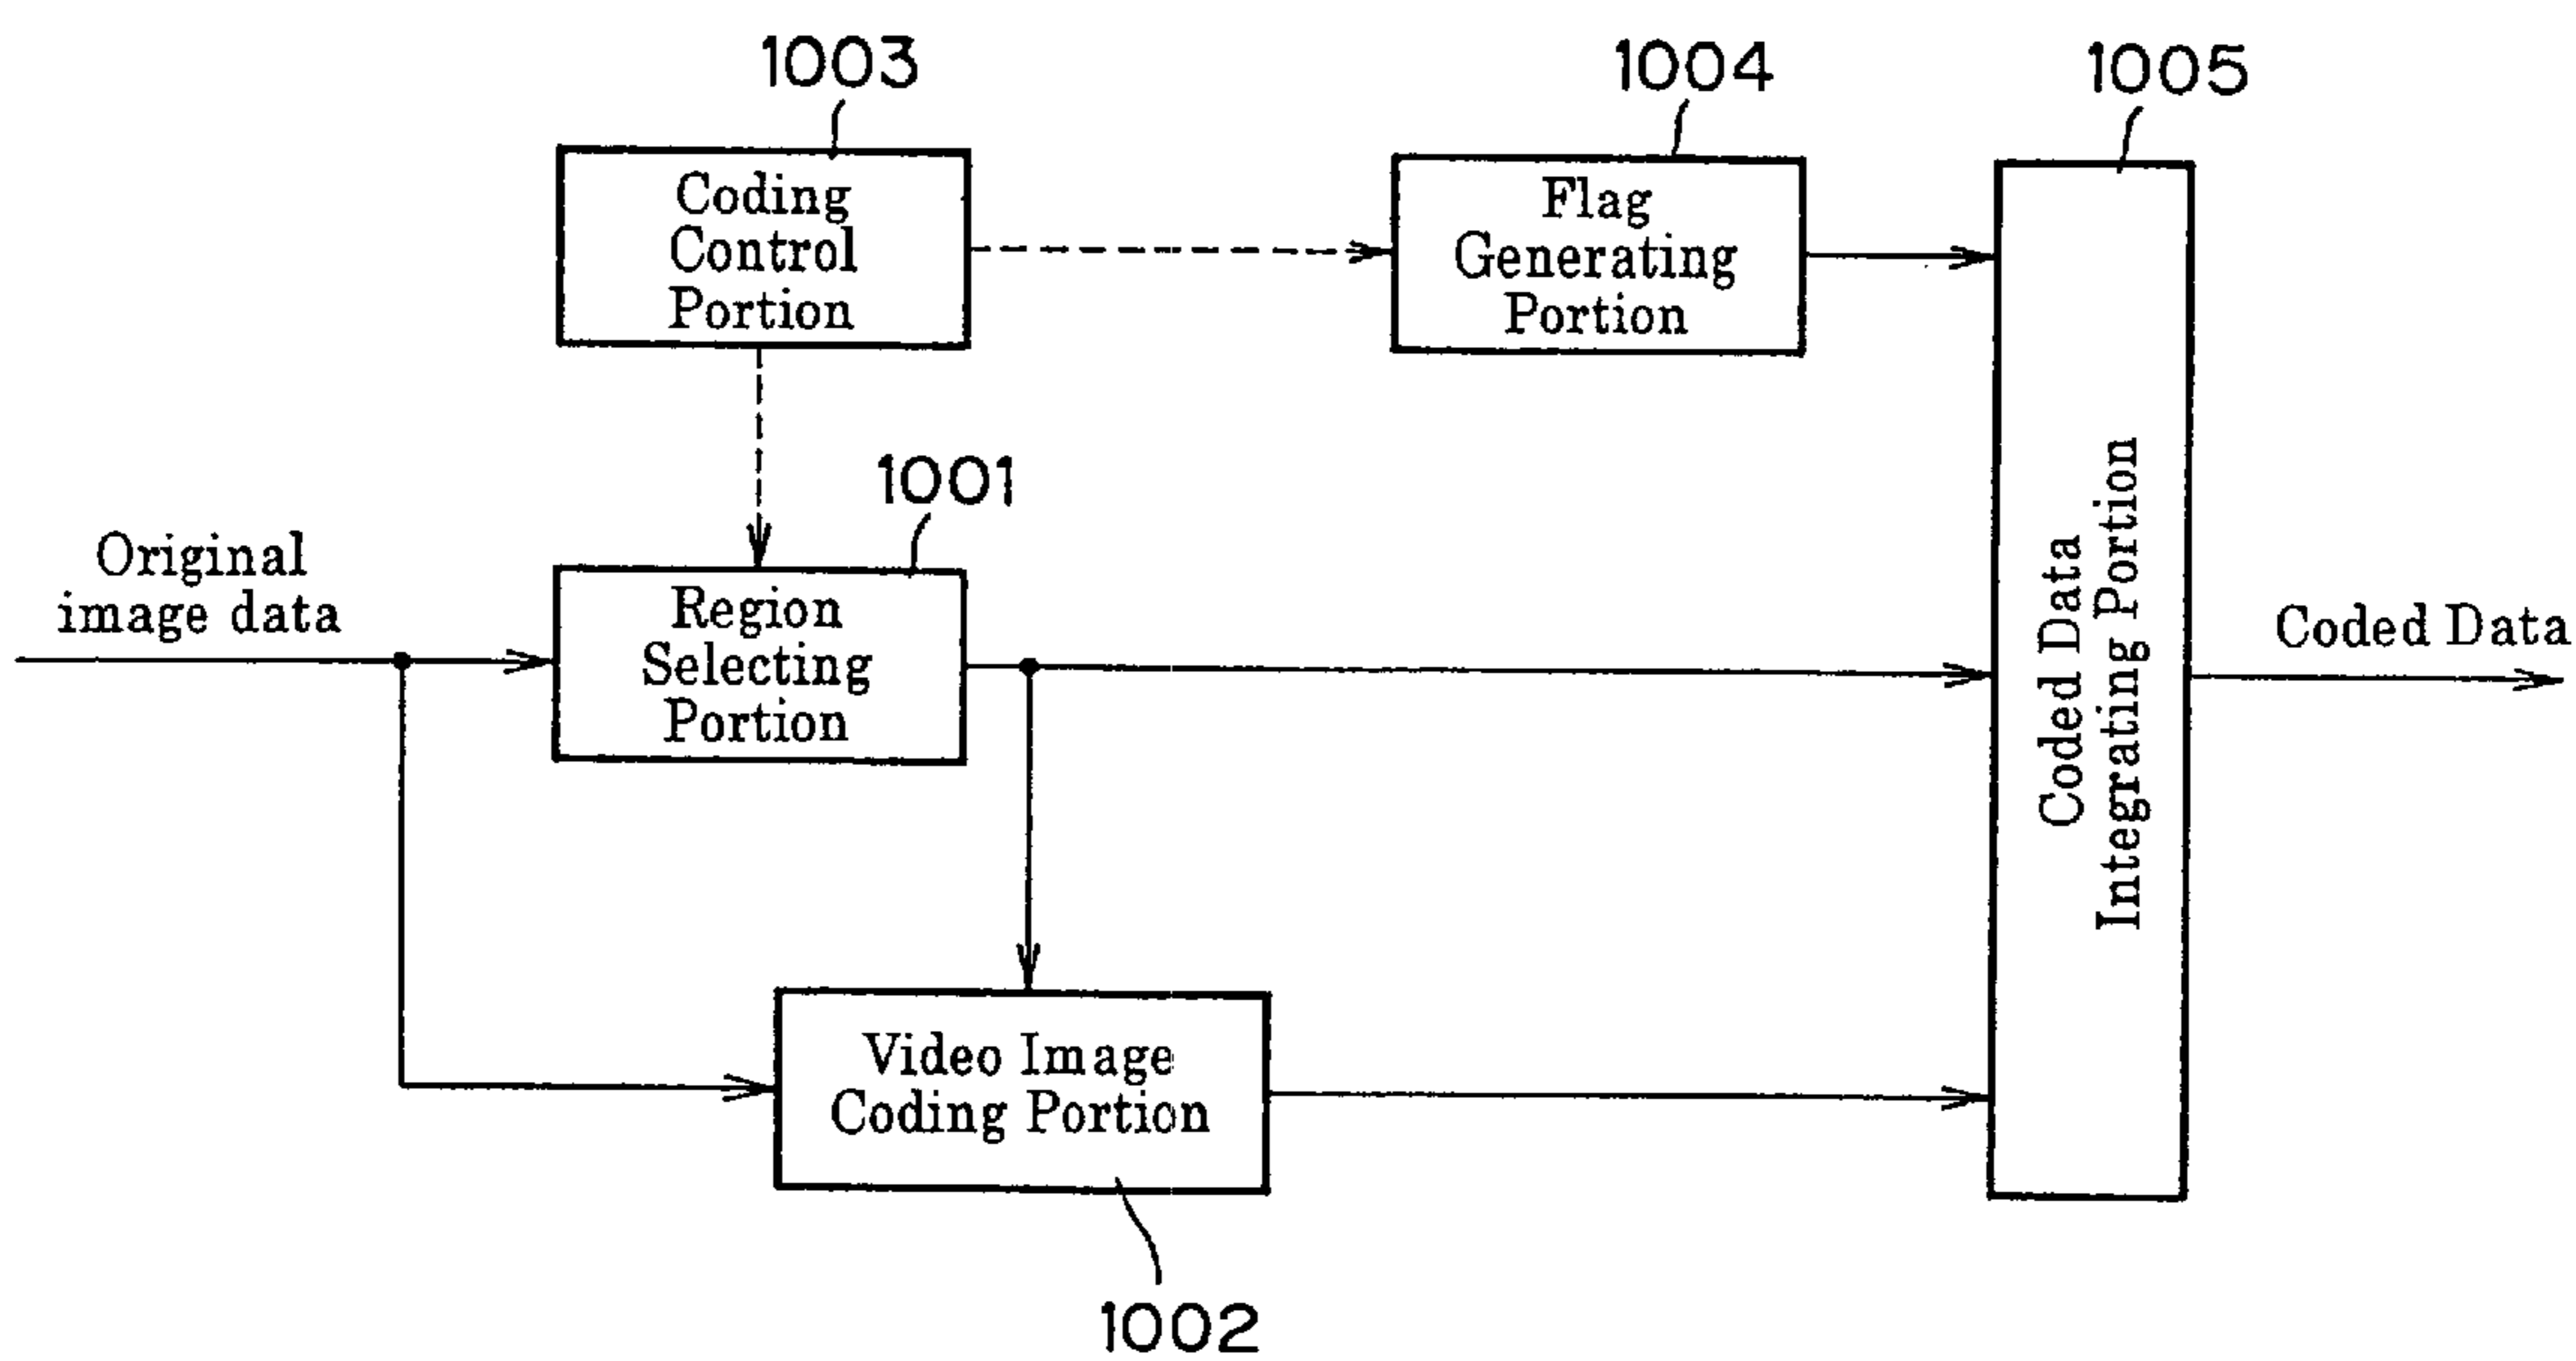 1003
1004
1005
Coding
Control
Portion
Flag
Generating
Portion
1001
Original
image data
Region
Selecting
Portion
Coded Data
Integrating Portion
Coded Data
Video Image
Coding Portion
1002